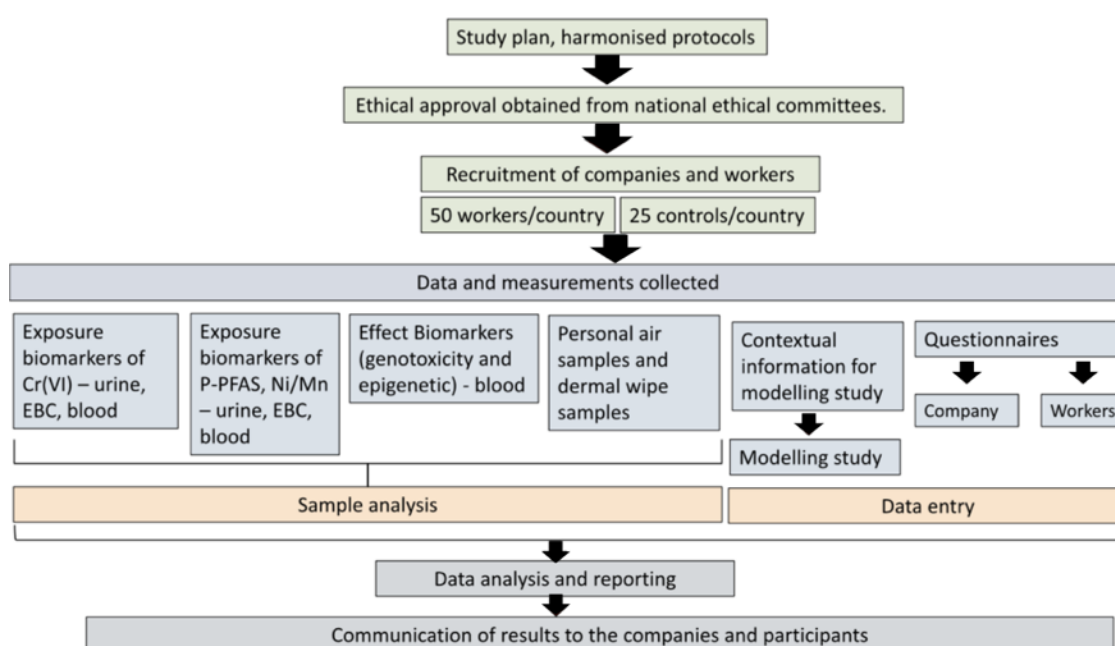 Study plan, harmonised protocols
Ethical approval obtained from national ethical committees.
Recruitment of companies and workers
50 workers/country
25 controls/country
Data and measurements collected
Exposure
biomarkers of
Cr(VI) – urine,
EBC, blood
Exposure
biomarkers of
P-PFAS, Ni/Mn
– urine, EBC,
blood
Effect Biomarkers
(genotoxicity and
epigenetic) - blood
Personal air
samples and
dermal wipe
samples
Contextual
information for
modelling study
Modelling study
Questionnaires
Company
Workers
Sample analysis
Data entry
Data analysis and reporting
Communication of results to the companies and participants